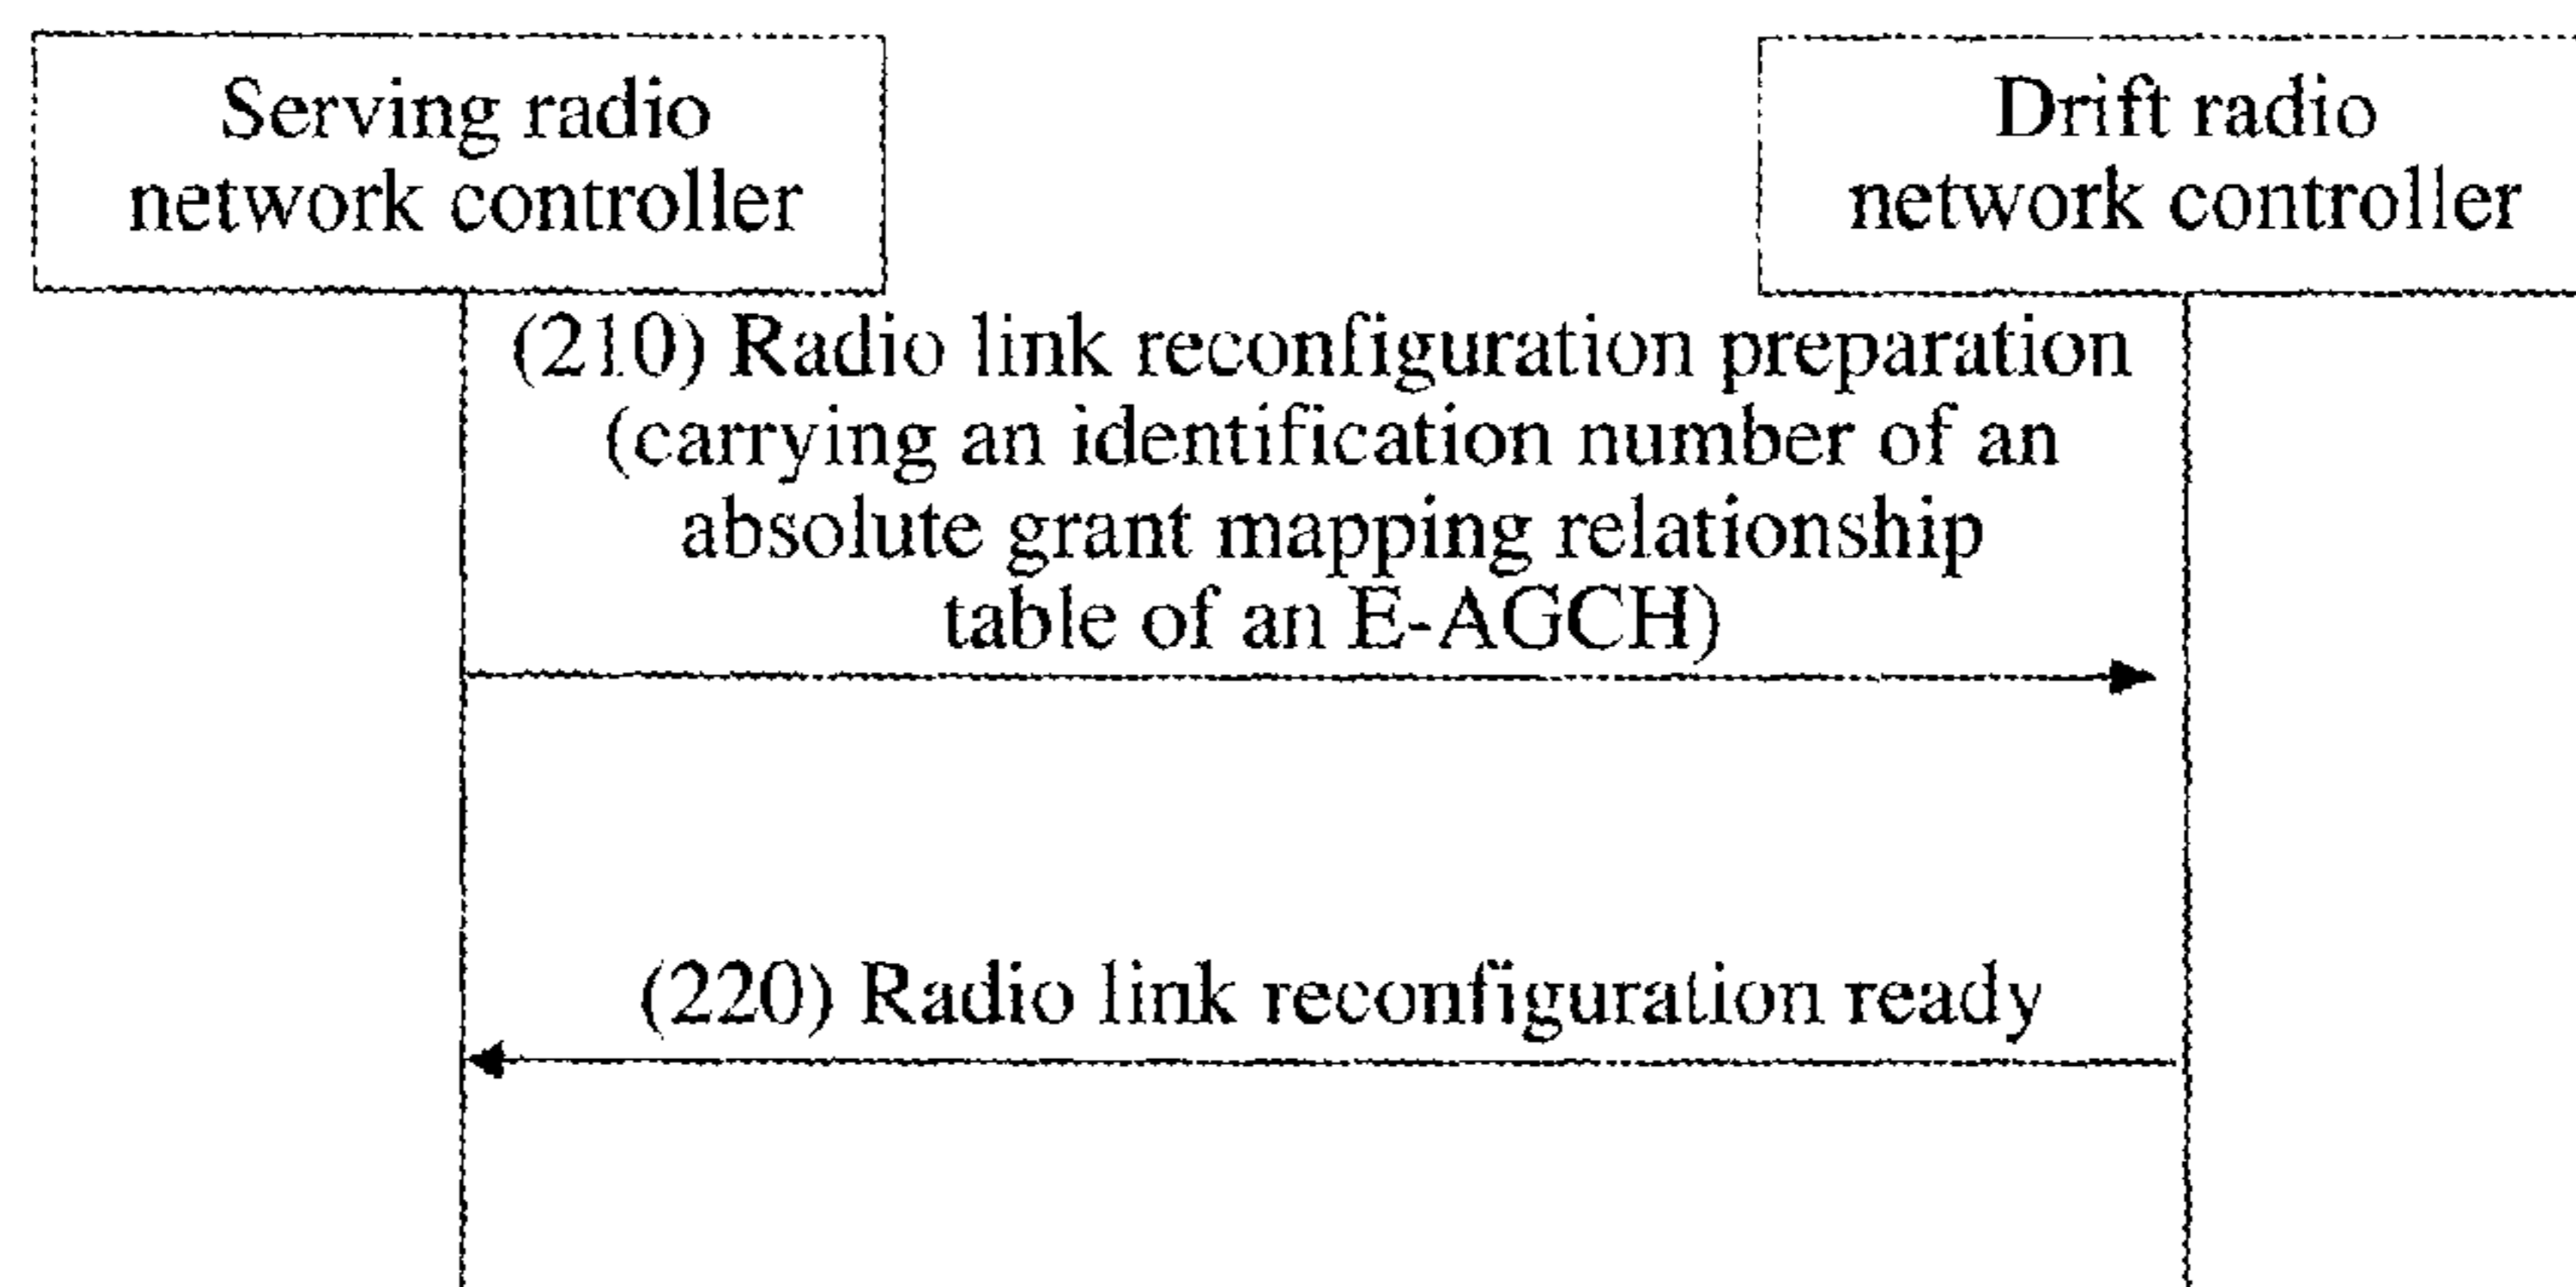 Serving radio
network controller
Drift radio
network controller
(210) Radio link reconfiguration preparation
(carrying an identification number of an
absolute grant mapping relationship
table of an E-AGCH)
(220) Radio link reconfiguration ready